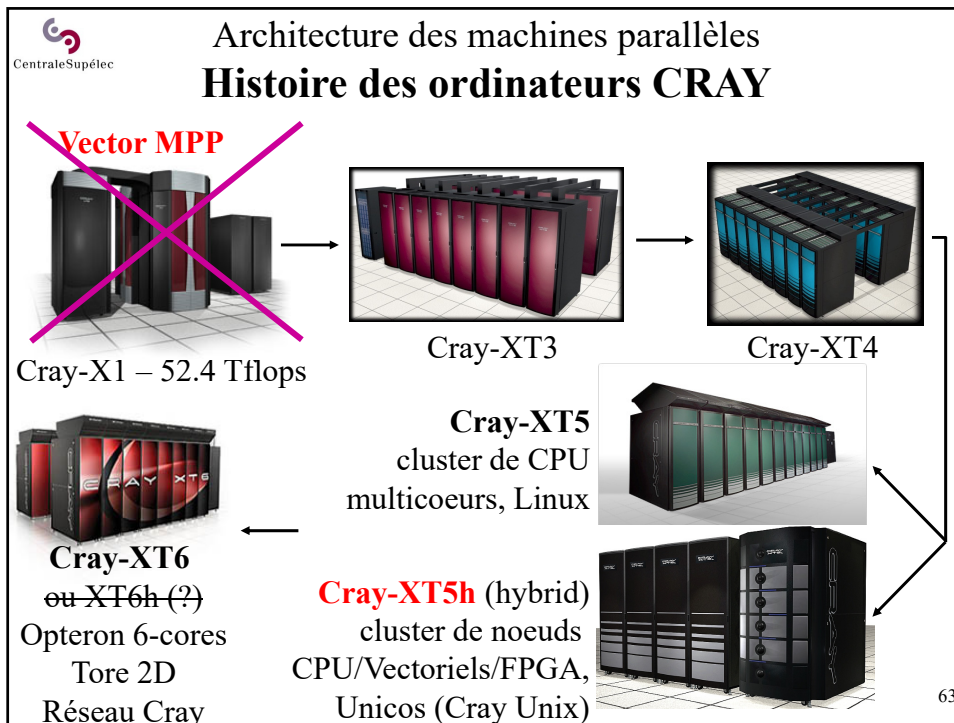 CentraleSupélec
Architecture des machines parallèles
Histoire des ordinateurs CRAY
Vector MPP
Cray-X1 – 52.4 Tflops
Cray-XT3
Cray-XT4
Cray-XT5
cluster de CPU
multicoeurs, Linux
CRAY XT6
Cray-XT6
ou XT6h (?)
Opteron 6-cores
Tore 2D
Réseau Cray
Cray-XT5h (hybrid)
cluster de noeuds
CPU/Vectoriels/FPGA,
Unicos (Cray Unix)
63